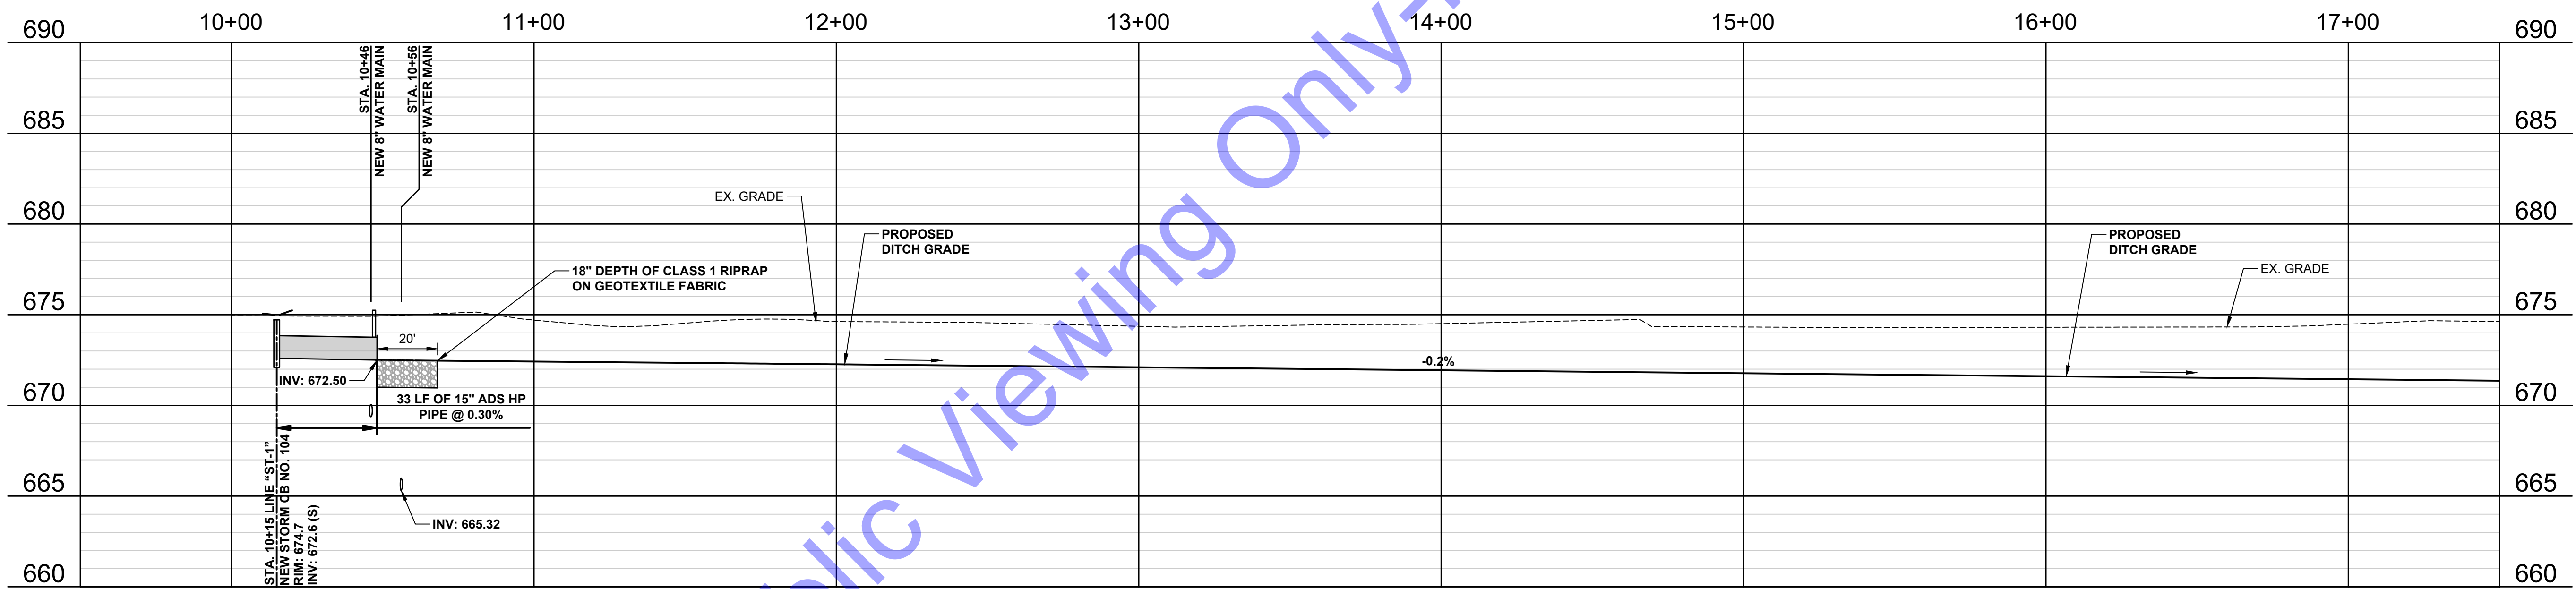 10+00 11+00 12+00 13+00 14+00 15+00 16+00 17+00
690 690
685 685
680 680
675 675
670 670
665 665
660 660
STA. 10+46
NEW 8" WATER MAIN
STA. 10+56
NEW 8" WATER MAIN
EX. GRADE
PROPOSED
DITCH GRADE
18" DEPTH OF CLASS 1 RIPRAP
ON GEOTEXTILE FABRIC
20'
INV: 672.50
33 LF OF 15" ADS HP
PIPE @ 0.30%
STA. 10+15 LINE "ST-1"
NEW STORM CB NO. 104
RIM: 674.7
INV: 672.6 (S)
INV: 665.32
-0.2%
PROPOSED
DITCH GRADE
EX. GRADE
Viewing Only-